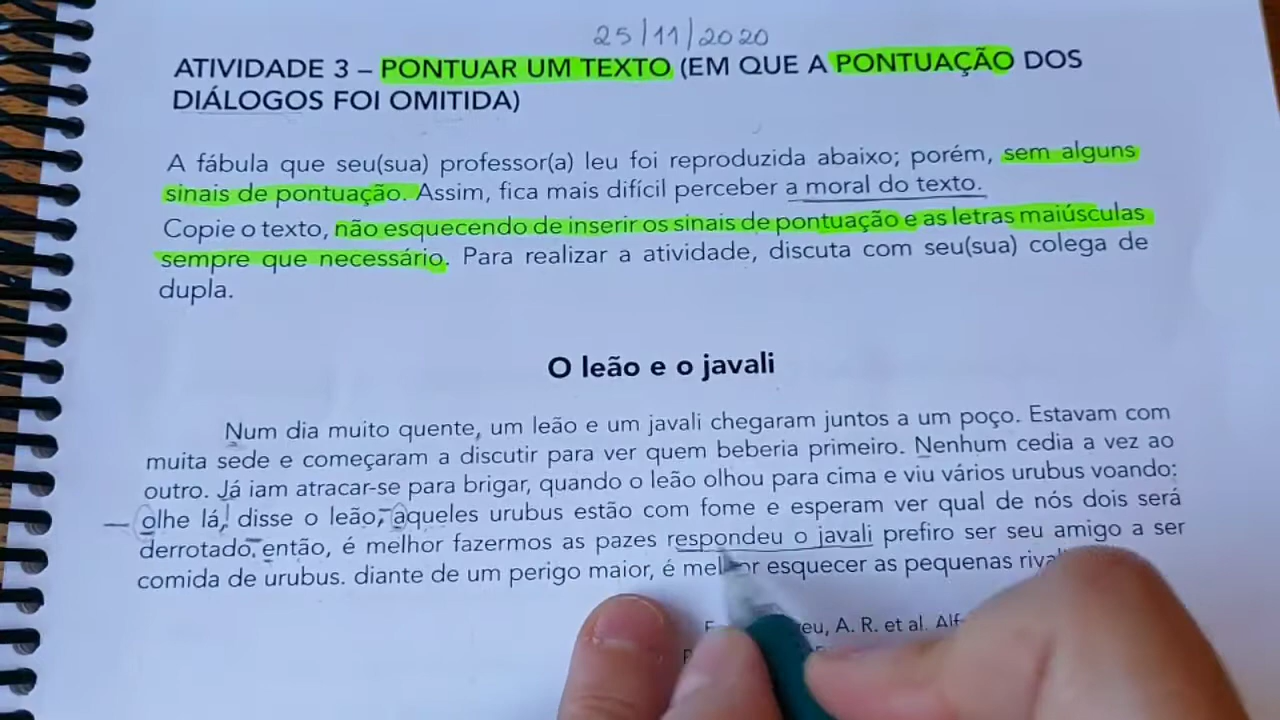 25/11/2020
ATIVIDADE 3 – PONTUAR UM TEXTO (EM QUE A PONTUAÇÃO DOS
DIÁLOGOS FOI OMITIDA)
A fábula que seu(sua) professor(a) leu foi reproduzida abaixo; porém, sem alguns
sinais de pontuação. Assim, fica mais difícil perceber a moral do texto.
Copie o texto, não esquecendo de inserir os sinais de pontuação e as letras maiúsculas
sempre que necessário. Para realizar a atividade, discuta com seu(sua) colega de
dupla.
O leão e o javali
Num dia muito quente, um leão e um javali chegaram juntos a um poço. Estavam com
muita sede e começaram a discutir para ver quem beberia primeiro. Nenhum cedia a vez ao
outro. Já iam atracar-se para brigar, quando o leão olhou para cima e viu vários urubus voando:
— olhe lá! disse o leão; aqueles urubus estão com fome e esperam ver qual de nós dois será
derrotado. então, é melhor fazermos as pazes respondeu o javali prefiro ser seu amigo a ser
comida de urubus. diante de um perigo maior, é esquecer as pequenas
A. R. et al.